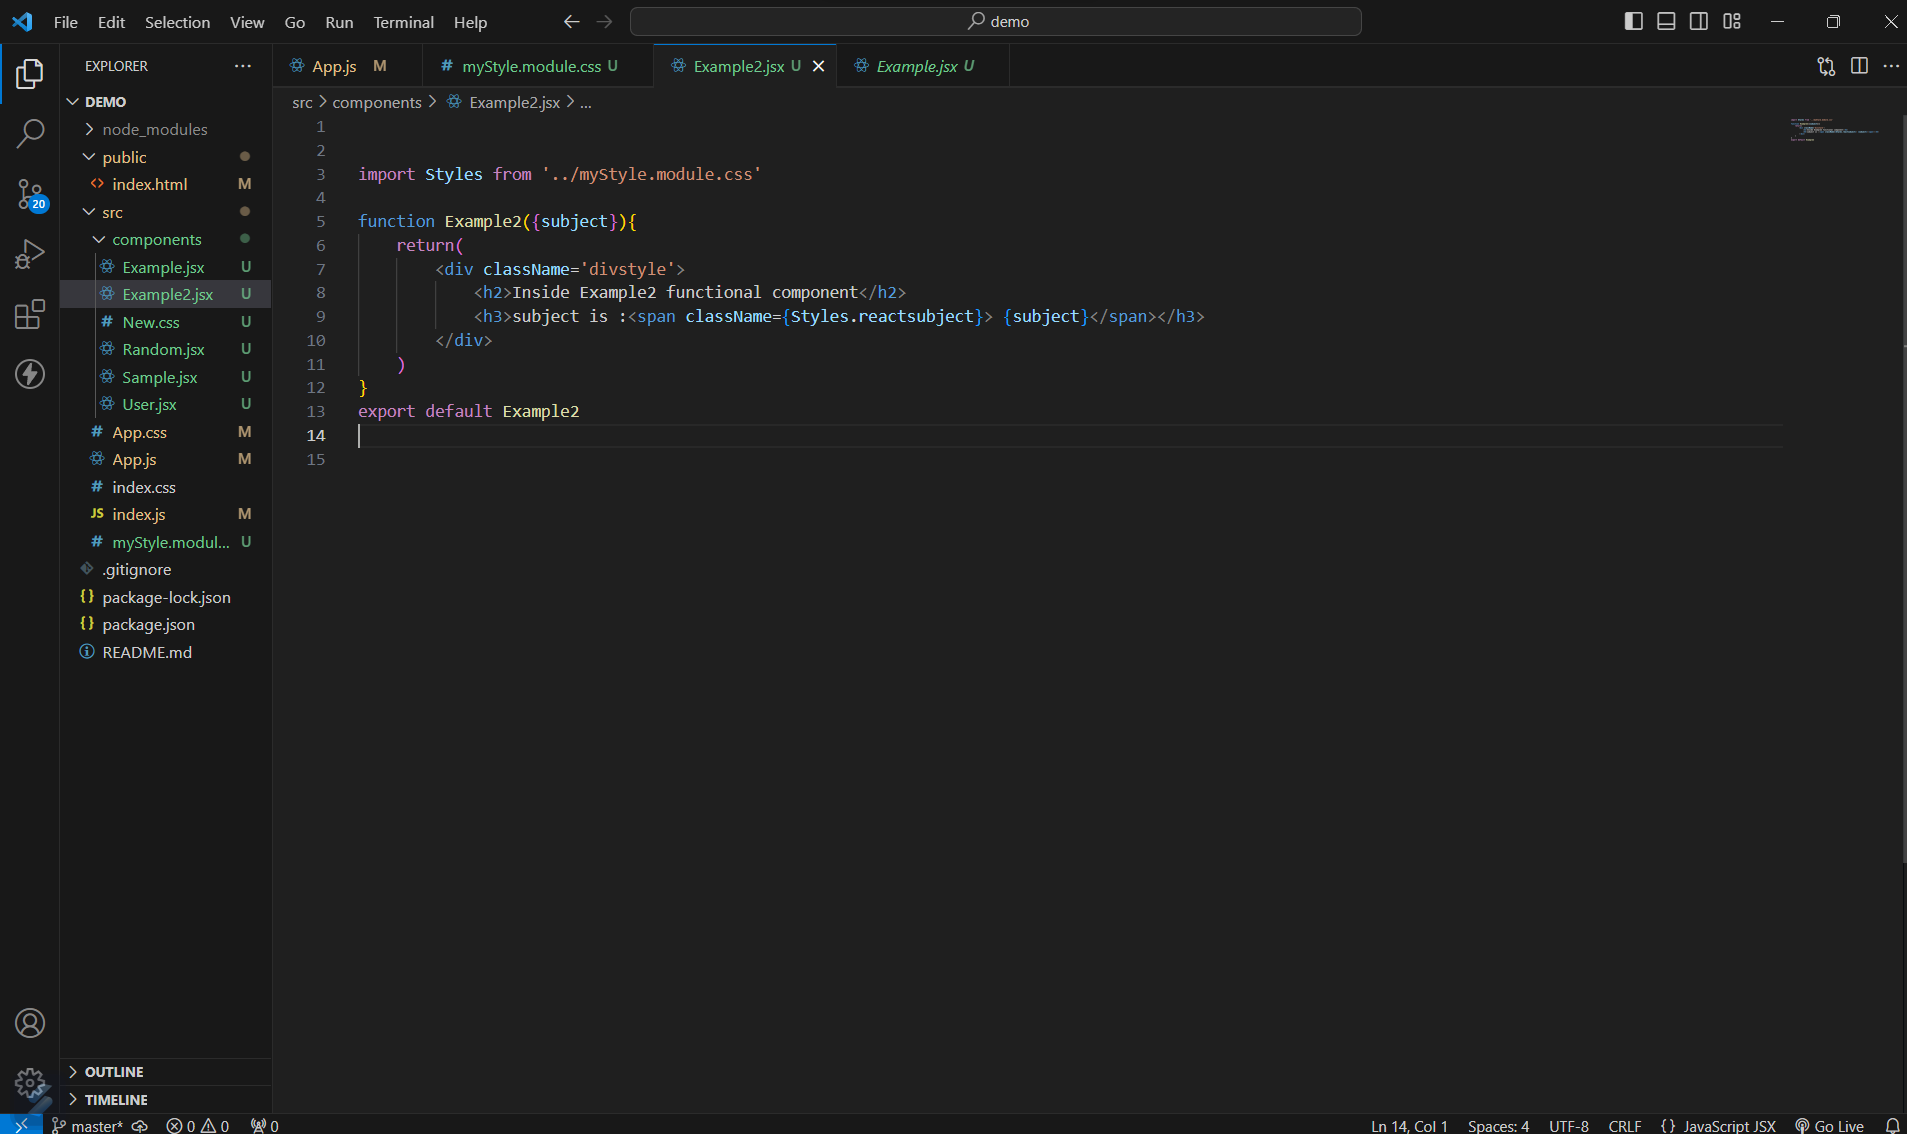 File Edit Selection View Go Run Terminal Help
demo
EXPLORER
App.js M
myStyle.module.css U
Example2.jsx U
Example.jsx U
DEMO
node_modules
public
index.html M
src
components
Example.jsx U
Example2.jsx U
New.css U
Random.jsx U
Sample.jsx U
User.jsx U
App.css M
App.js M
index.css
JS index.js M
myStyle.modul... U
.gitignore
package-lock.json
package.json
README.md
20
OUTLINE
TIMELINE
src > components > Example2.jsx > ...
1
2
3 import Styles from '../myStyle.module.css'
4
5 function Example2({subject}){
6 return(
7 <div className='divstyle'>
8 <h2>Inside Example2 functional component</h2>
9 <h3>subject is :<span className={Styles.reactsubject}> {subject}</span></h3>
10 </div>
11 )
12 }
13 export default Example2
14
15
master* 0 0 0
Ln 14, Col 1 Spaces: 4 UTF-8 CRLF {} JavaScript JSX Go Live